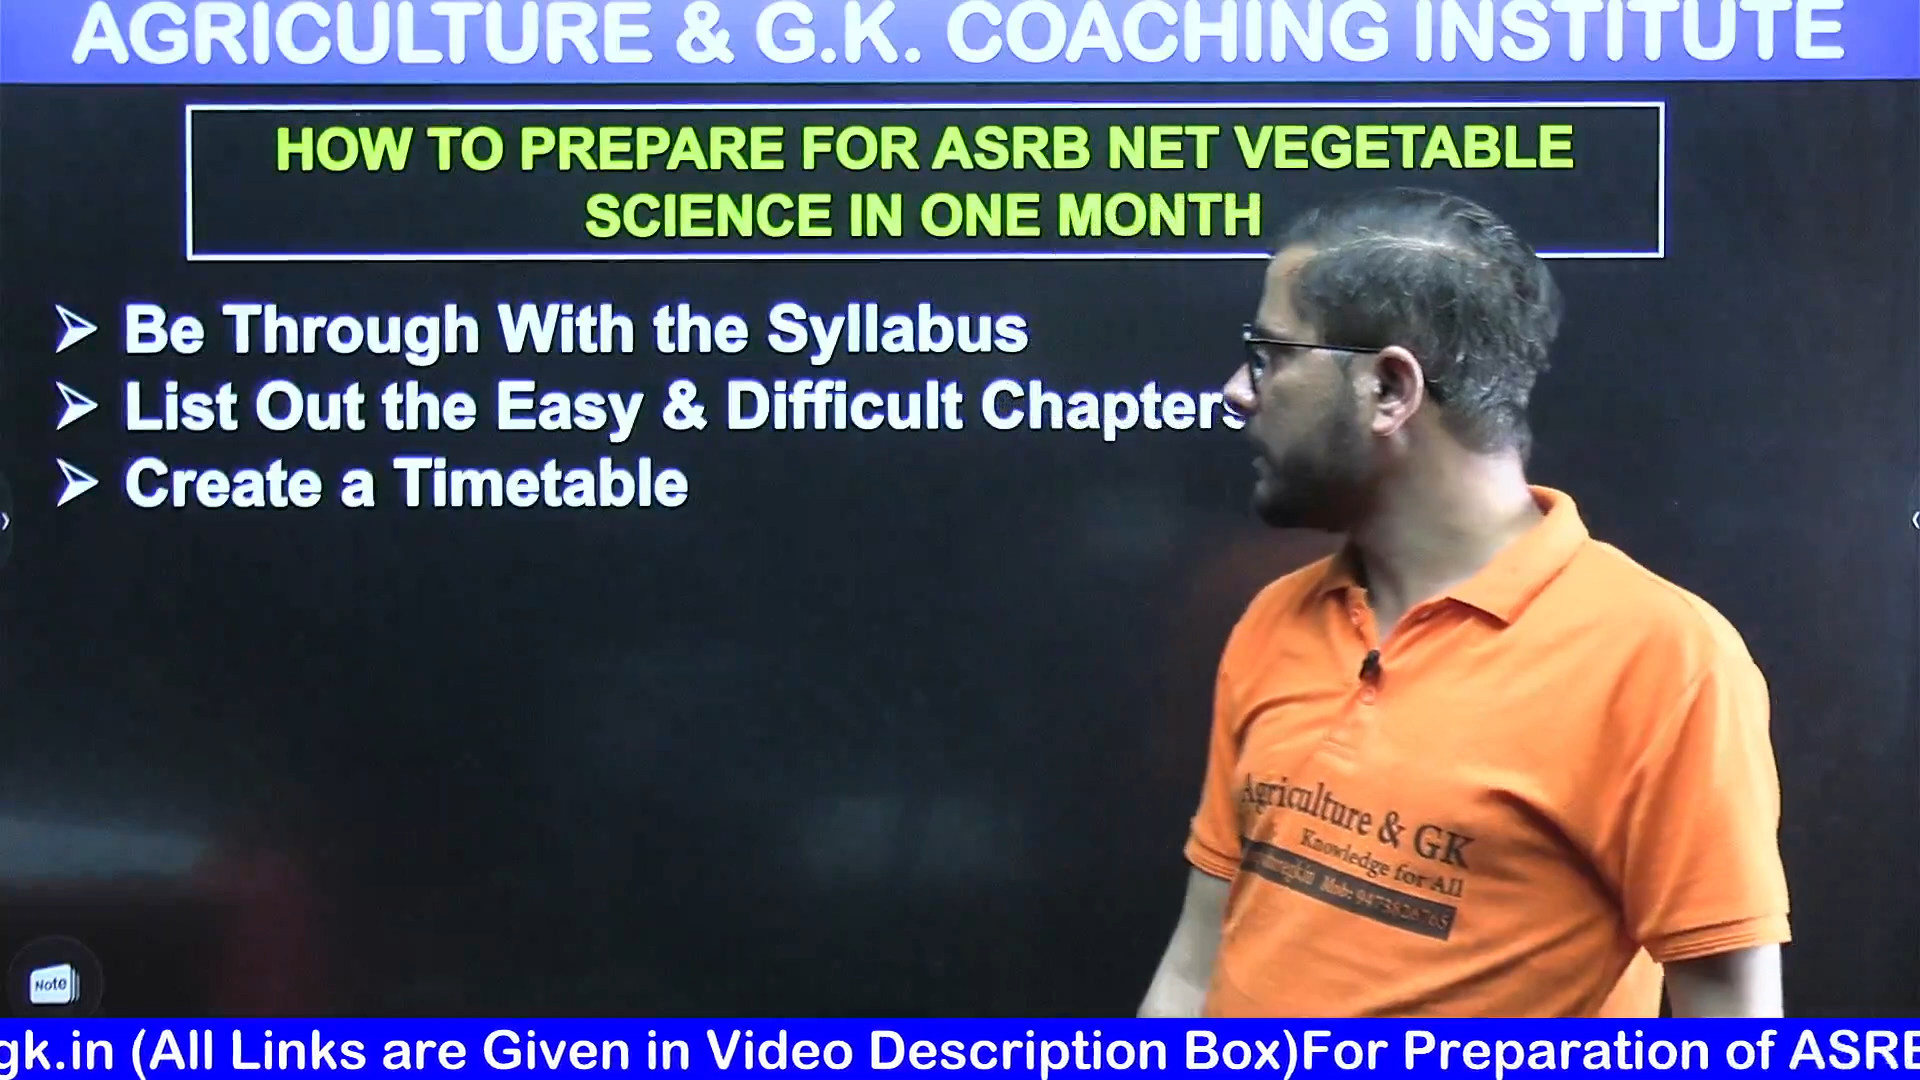 AGRICULTURE & G.K. COACHING INSTITUTE
HOW TO PREPARE FOR ASRB NET VEGETABLE
SCIENCE IN ONE MONTH
➢ Be Through With the Syllabus
➢ List Out the Easy & Difficult Chapters
➢ Create a Timetable
Agriculture & GK
Knowledge for All
Mob: 9473826765
Note
gk.in (All Links are Given in Video Description Box)For Preparation of ASRB